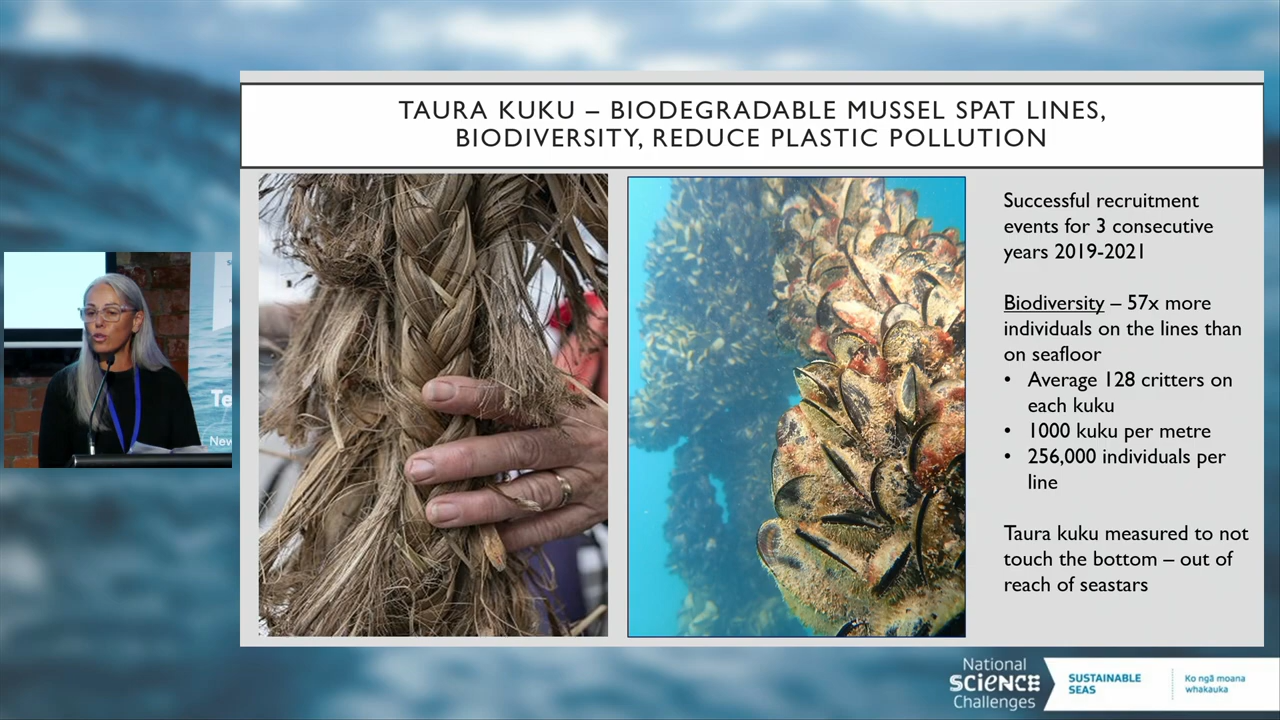 TAURA KUKU – BIODEGRADABLE MUSSEL SPAT LINES,
BIODIVERSITY, REDUCE PLASTIC POLLUTION
Successful recruitment
events for 3 consecutive
years 2019-2021
Biodiversity – 57x more
individuals on the lines than
on seafloor
• Average 128 critters on
each kuku
• 1000 kuku per metre
• 256,000 individuals per
line
Taura kuku measured to not
touch the bottom – out of
reach of seastars
Te
New
National
SCIENCE
Challenges
SUSTAINABLE
SEAS
Ko ngā moana
whakauka